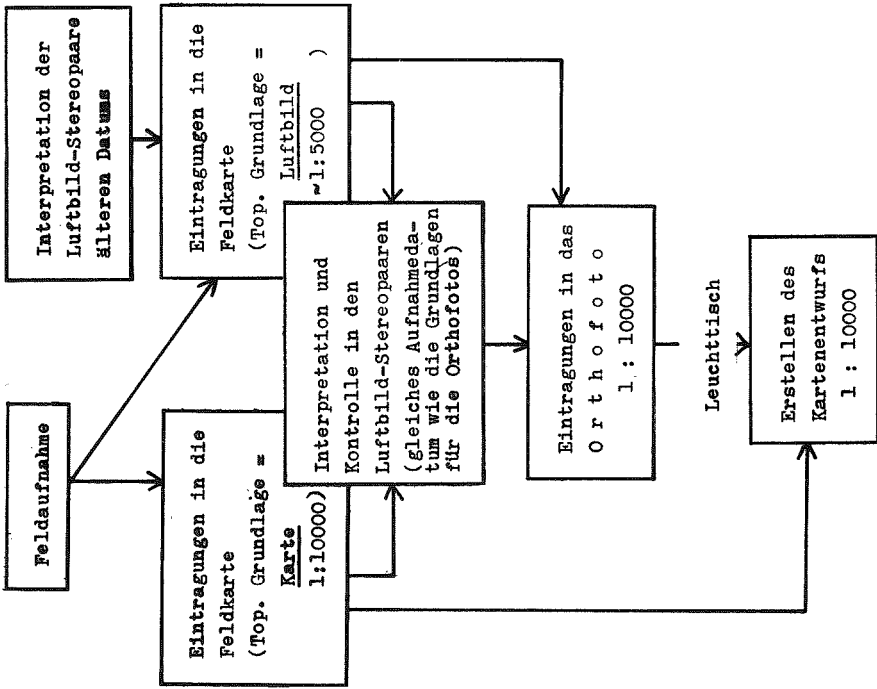 Feldaufnahme
Interpretation der
Luftbild-Stereopaare
älteren Datums
Eintragungen in die
Feldkarte
(Top. Grundlage =
Karte
1:10000)
Eintragungen in die
Feldkarte
(Top. Grundlage =
Luftbild
≈1:5000 )
Interpretation und
Kontrolle in den
Luftbild-Stereopaaren
(gleiches Aufnahmeda-
tum wie die Grundlagen
für die Orthofotos)
Eintragungen in das
O r t h o f o t o
1 : 10000
Leuchttisch
Erstellen des
Kartenentwurfs
1 : 10000